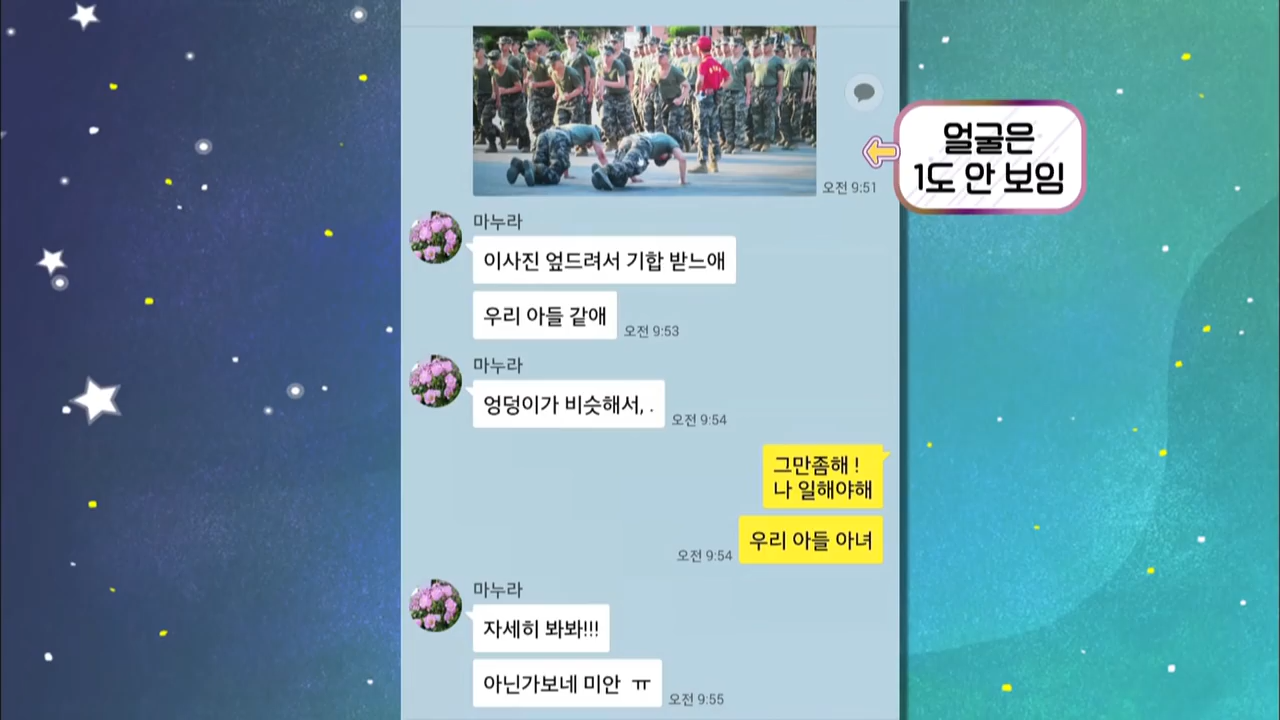 오전 9:51
얼굴은
1도 안 보임
마누라
이사진 엎드려서 기합 받느애
우리 아들 같애
오전 9:53
마누라
엉덩이가 비슷해서, .
오전 9:54
그만좀해 !
나 일해야해
우리 아들 아녀
오전 9:54
마누라
자세히 봐봐!!!
아닌가보네 미안 ㅠ
오전 9:55